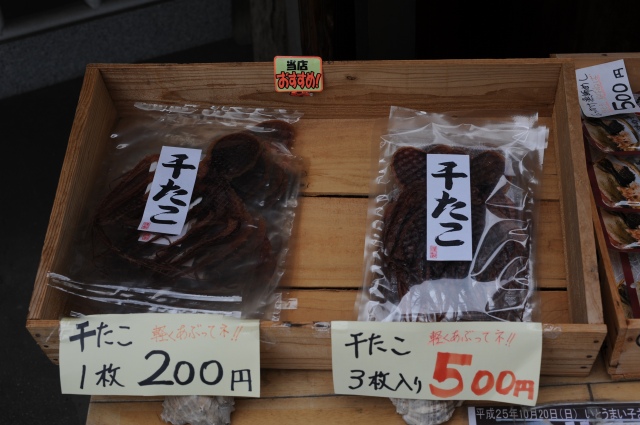 当店
おすすめ!
干たこ
干たこ
干たこ 軽くあぶってネ!!
1枚 200円
干たこ 軽くあぶってネ!!
3枚入り 500円
500円
平成25年10月20日(日)